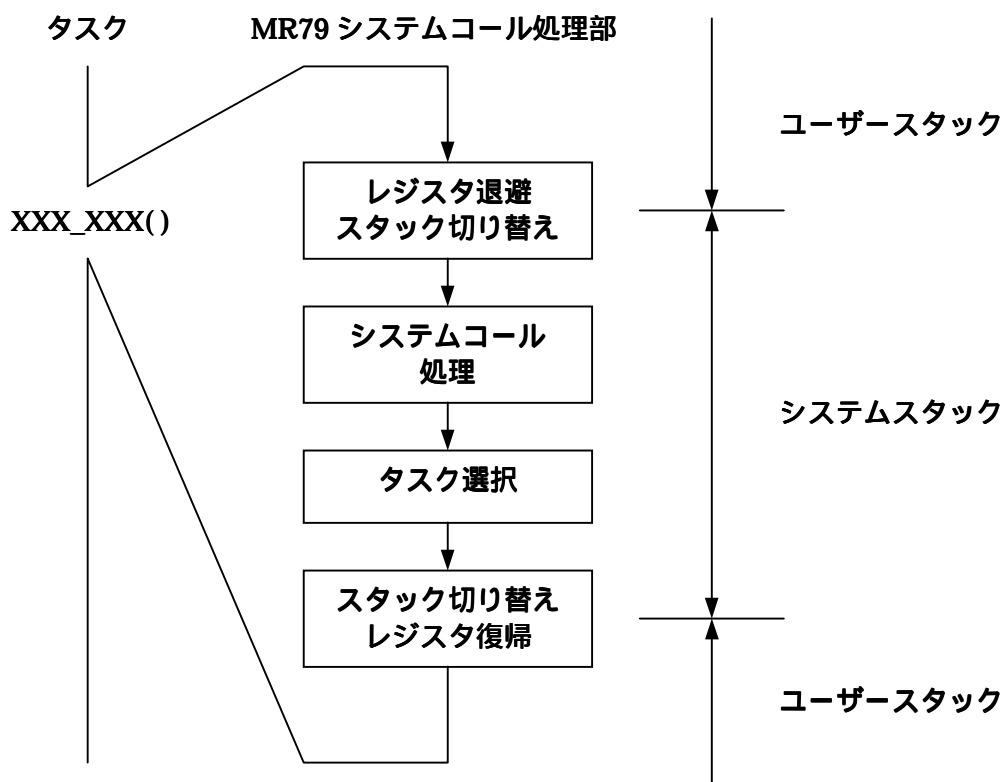 タスク
MR79 システムコール処理部
ユーザースタック
レジスタ退避
スタック切り替え
XXX_XXX( )
システムコール
処理
システムスタック
タスク選択
スタック切り替え
レジスタ復帰
ユーザースタック